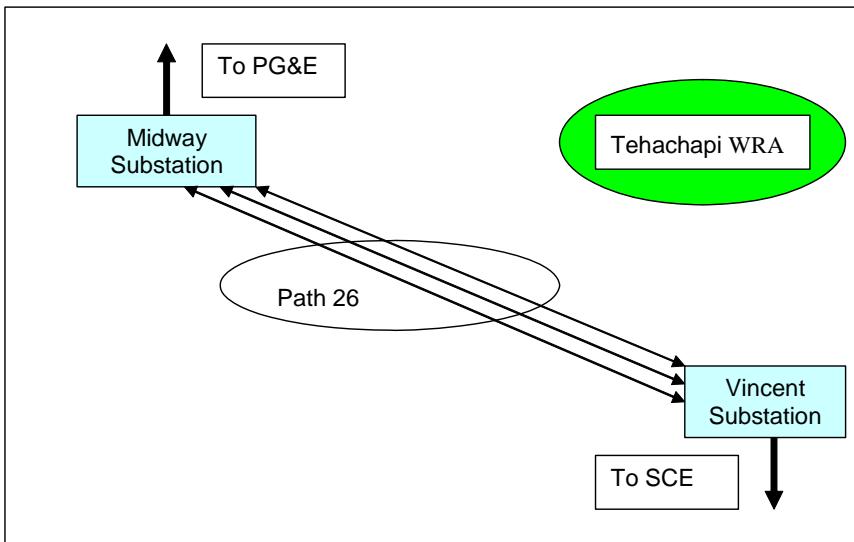 To PG&E
Midway
Substation
Tehachapi WRA
Path 26
Vincent
Substation
To SCE